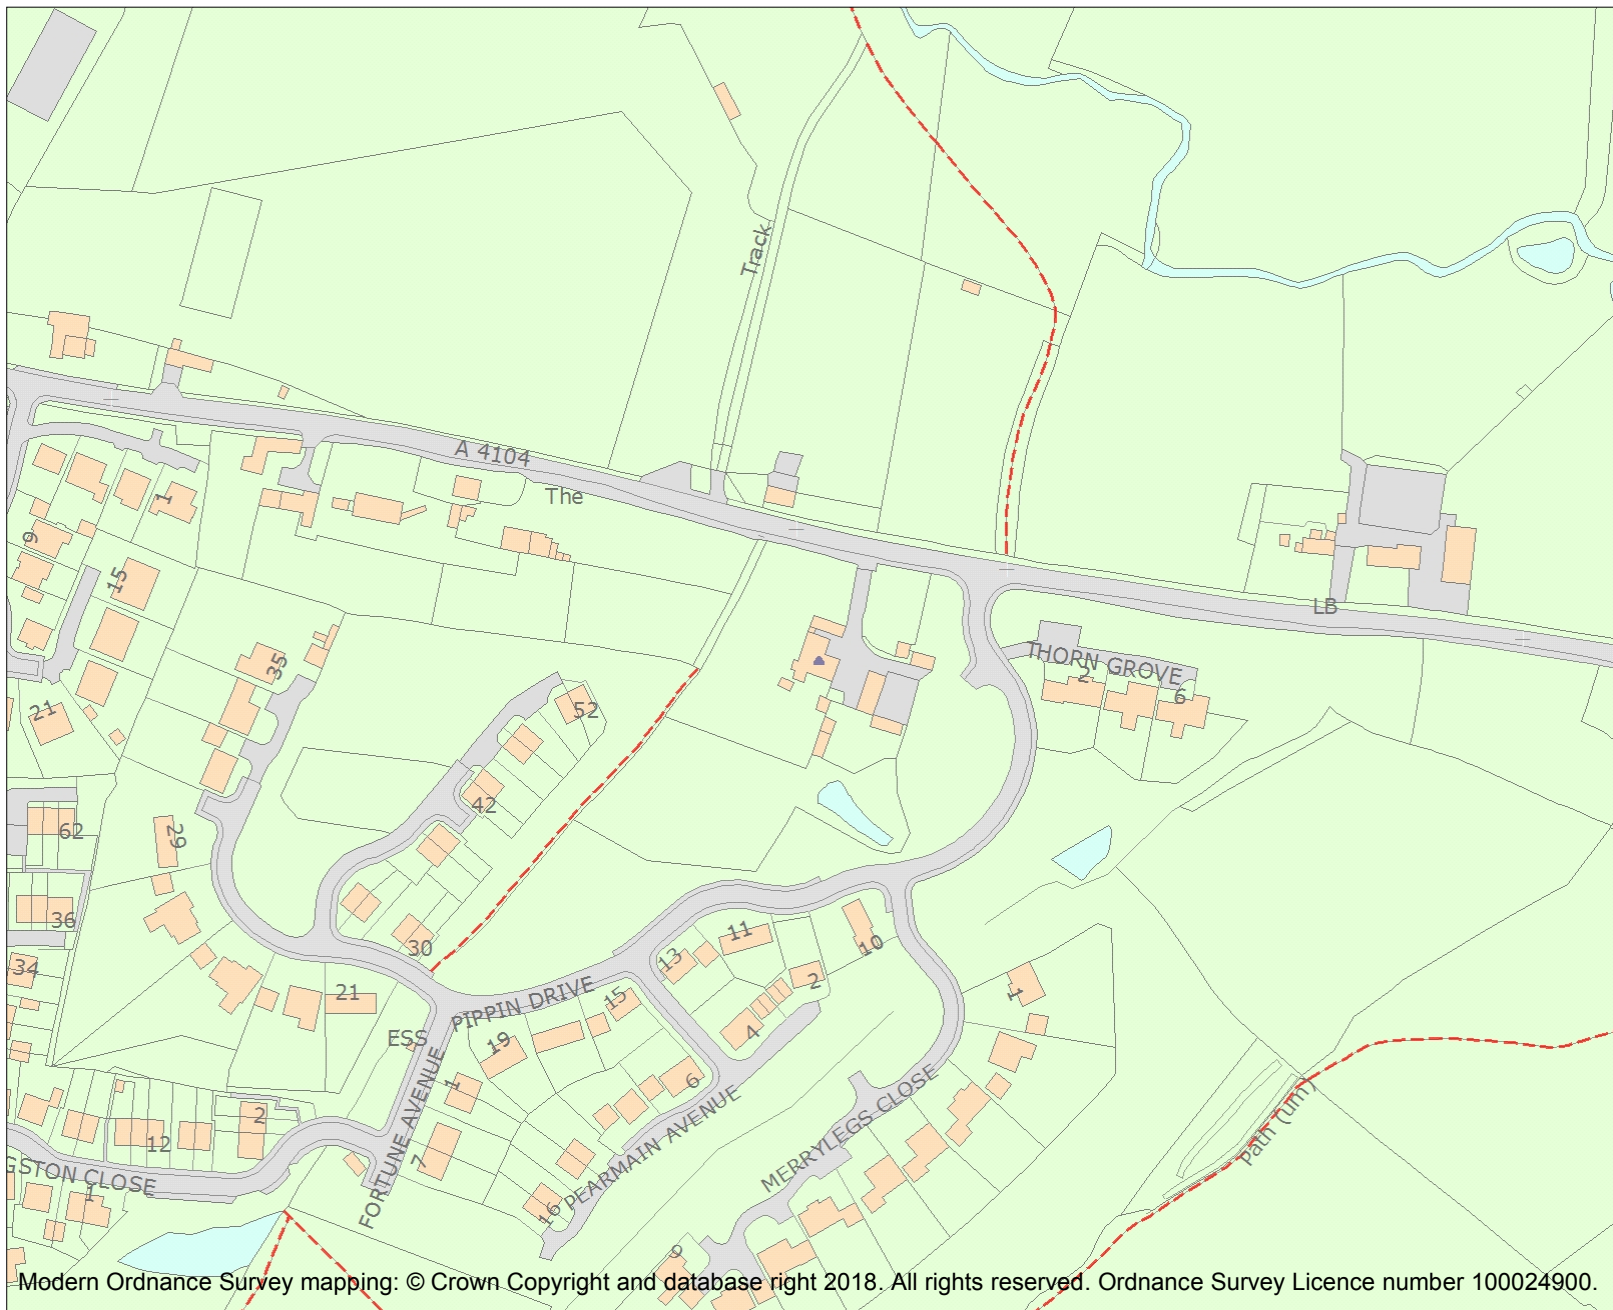 Track
A 4104
The
1
9
15
LB
THORN GROVE
2
6
35
21
52
42
62
29
36
30
11
10
13
34
2
21
15
1
PIPPIN DRIVE
ESS
19
4
6
1
FORTUNE AVENUE
2
12
7
PEARMAIN AVENUE
MERRYLEGS CLOSE
Path (um)
GSTON CLOSE
1
16
9
Modern Ordnance Survey mapping: © Crown Copyright and database right 2018. All rights reserved. Ordnance Survey Licence number 100024900.